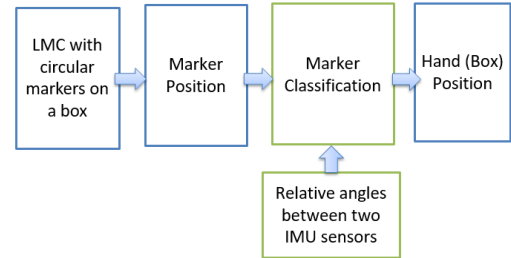 LMC with
circular
markers on
a box
Marker
Position
Marker
Classification
Hand (Box)
Position
Relative angles
between two
IMU sensors